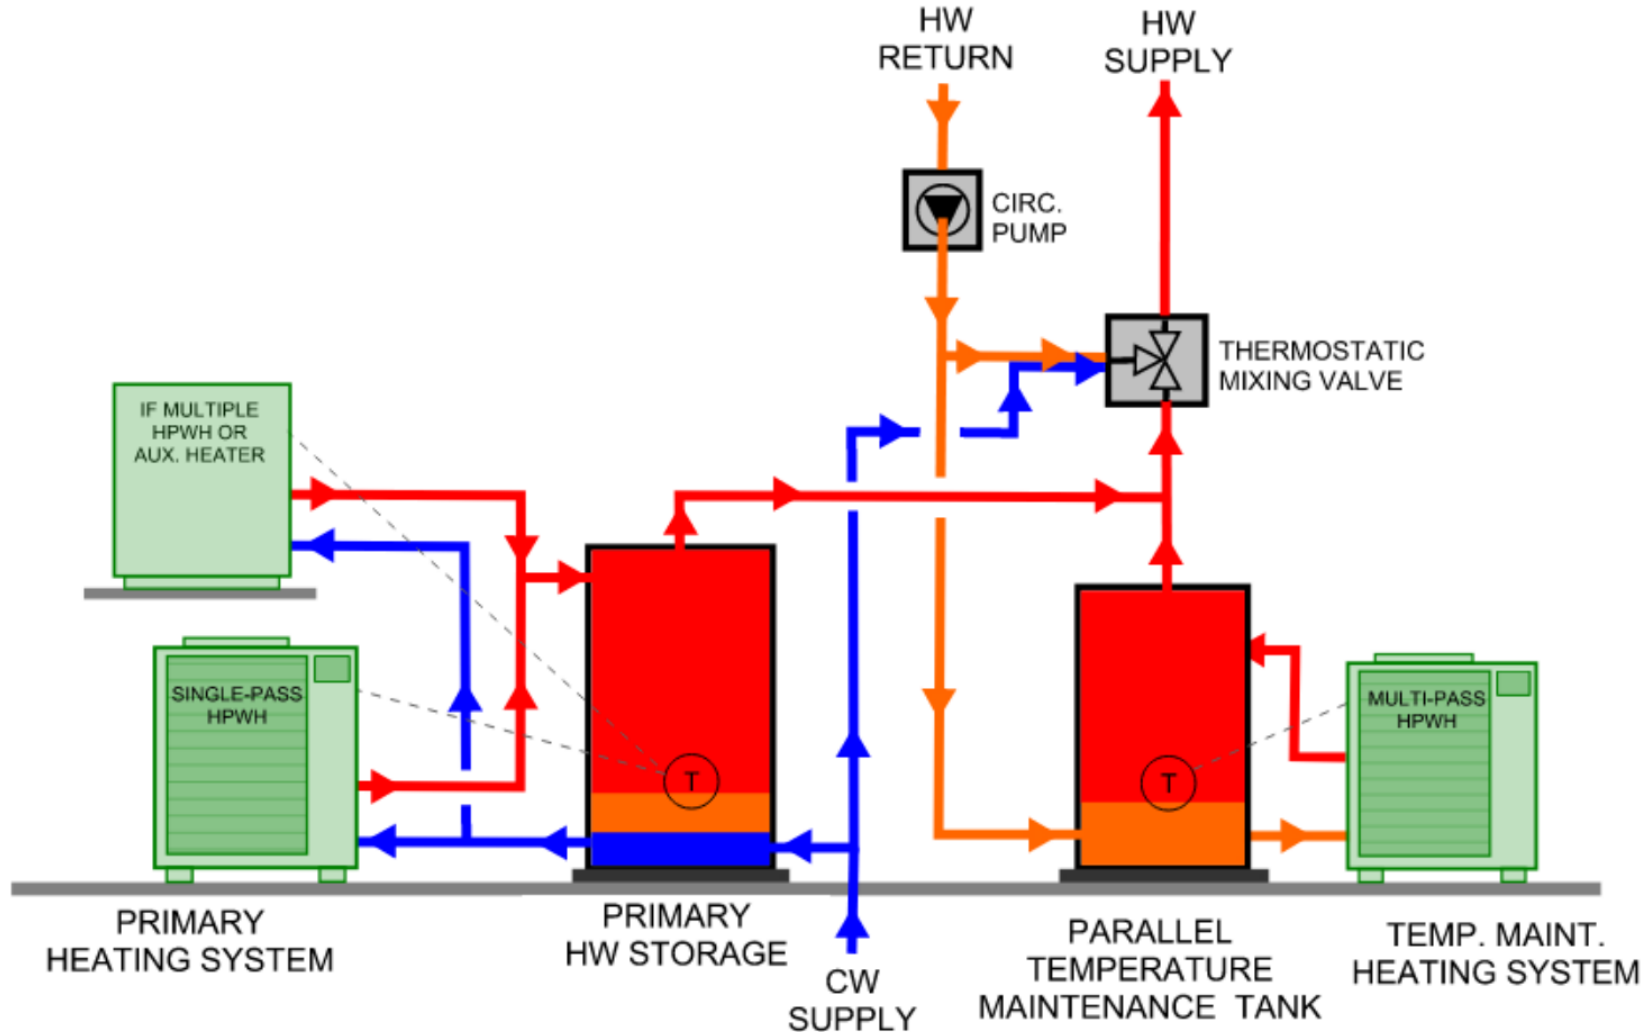 HW
RETURN
HW
SUPPLY
CIRC.
PUMP
THERMOSTATIC
MIXING VALVE
IF MULTIPLE
HPWH OR
AUX. HEATER
SINGLE-PASS
HPWH
T
T
MULTI-PASS
HPWH
PRIMARY
HEATING SYSTEM
PRIMARY
HW STORAGE
CW
SUPPLY
PARALLEL
TEMPERATURE
MAINTENANCE TANK
TEMP. MAINT.
HEATING SYSTEM